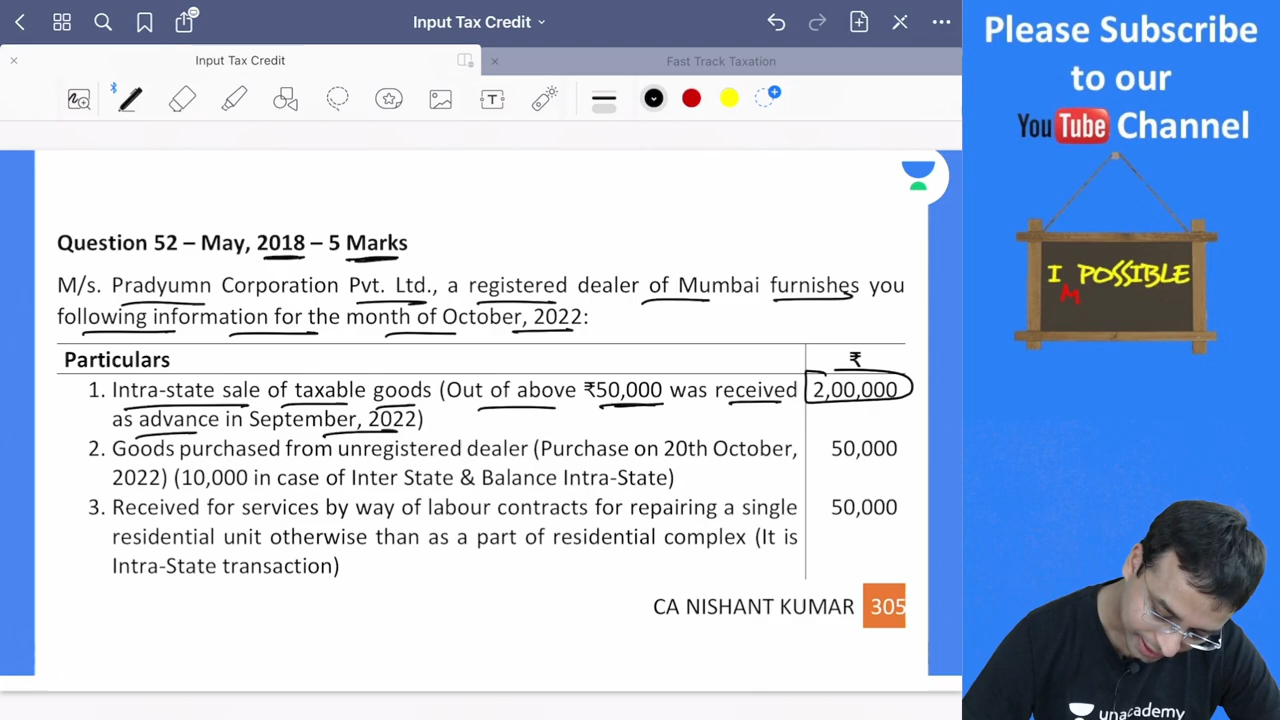 Input Tax Credit
Please Subscribe
to our
YouTube Channel
Input Tax Credit
Fast Track Taxation
T
I POSSIBLE
M
Question 52 – May, 2018 – 5 Marks
M/s. Pradyumn Corporation Pvt. Ltd., a registered dealer of Mumbai furnishes you
following information for the month of October, 2022:
Particulars ₹
1. Intra-state sale of taxable goods (Out of above ₹50,000 was received 2,00,000
as advance in September, 2022)
2. Goods purchased from unregistered dealer (Purchase on 20th October, 50,000
2022) (10,000 in case of Inter State & Balance Intra-State)
3. Received for services by way of labour contracts for repairing a single 50,000
residential unit otherwise than as a part of residential complex (It is
Intra-State transaction)
CA NISHANT KUMAR 305
unacademy